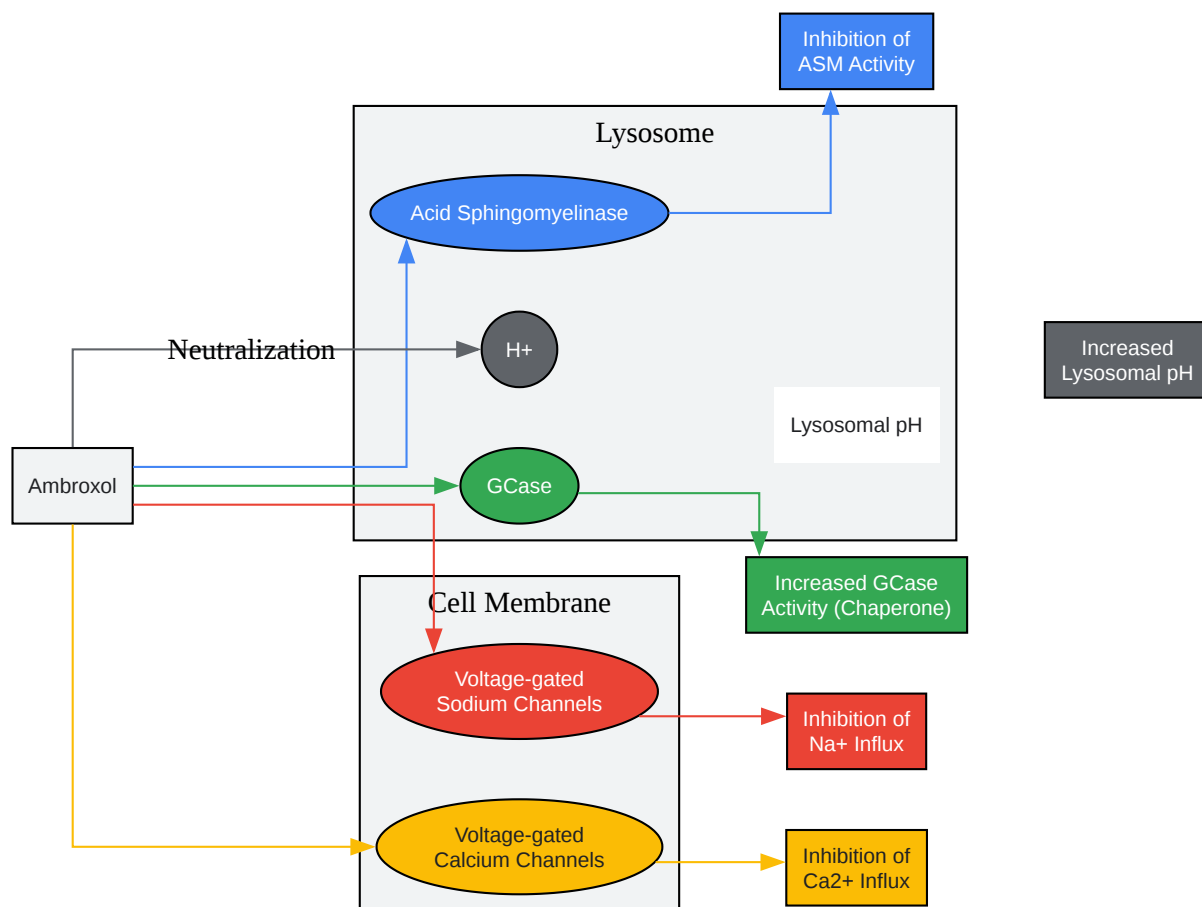 Inhibition of
ASM Activity
Lysosome
Acid Sphingomyelinase
Neutralization
H+
Increased
Lysosomal pH
Lysosomal pH
Ambroxol
GCase
Increased GCase
Activity (Chaperone)
Cell Membrane
Voltage-gated
Sodium Channels
Inhibition of
Na+ Influx
Voltage-gated
Calcium Channels
Inhibition of
Ca2+ Influx